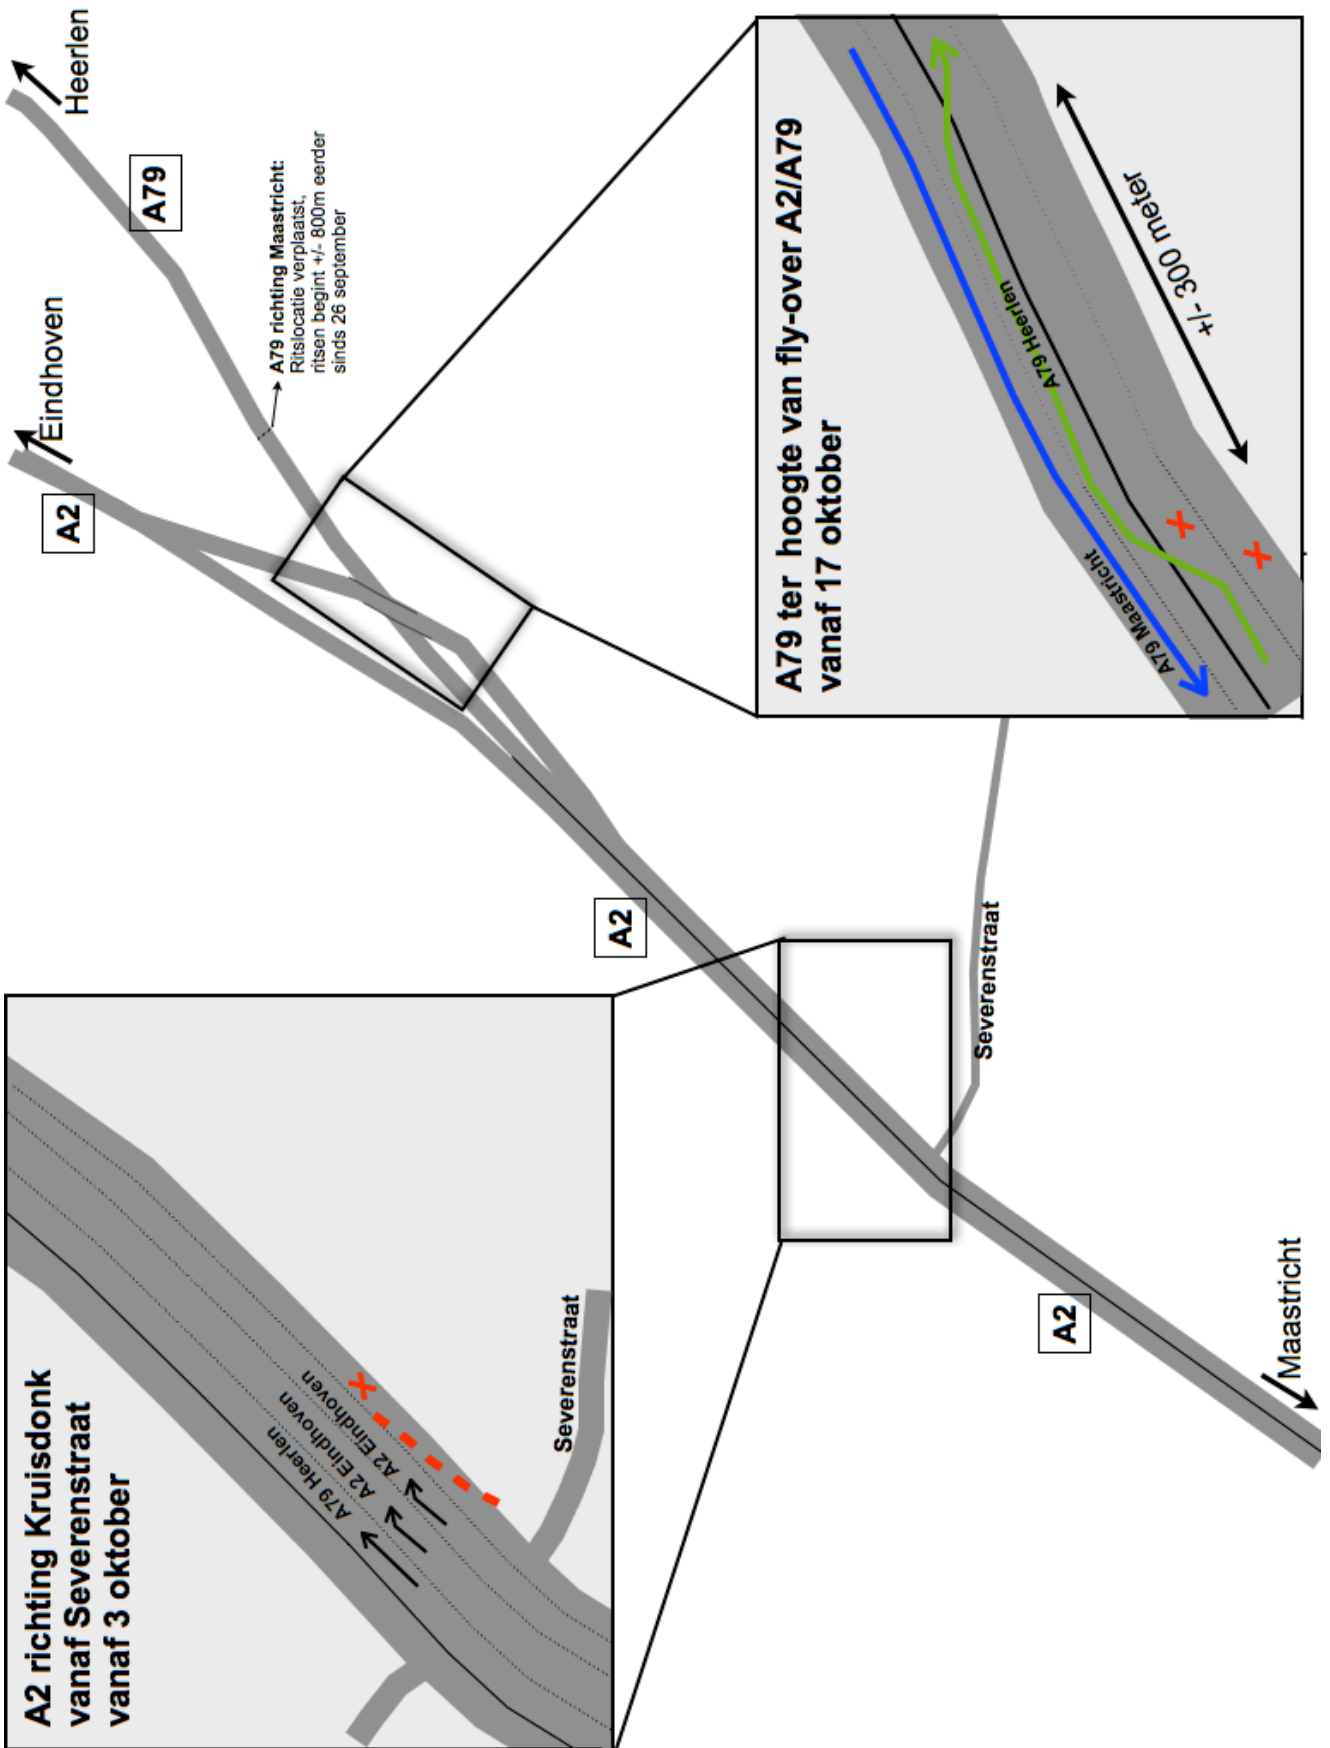 A2 richting Kruisdonk
vanaf Severenstraat
vanaf 3 oktober
A79 Heerlen
A2 Eindhoven
A2 Eindhoven
Severenstraat
A2
Eindhoven
A79
Heerlen
A79 richting Maastricht:
Ritslocatie verplaatst,
ritsen begint +/- 800m eerder
sinds 26 september
A2
A2
Maastricht
Severenstraat
A79 ter hoogte van fly-over A2/A79
vanaf 17 oktober
A79 Maastricht
A79 Heerlen
+/- 300 meter